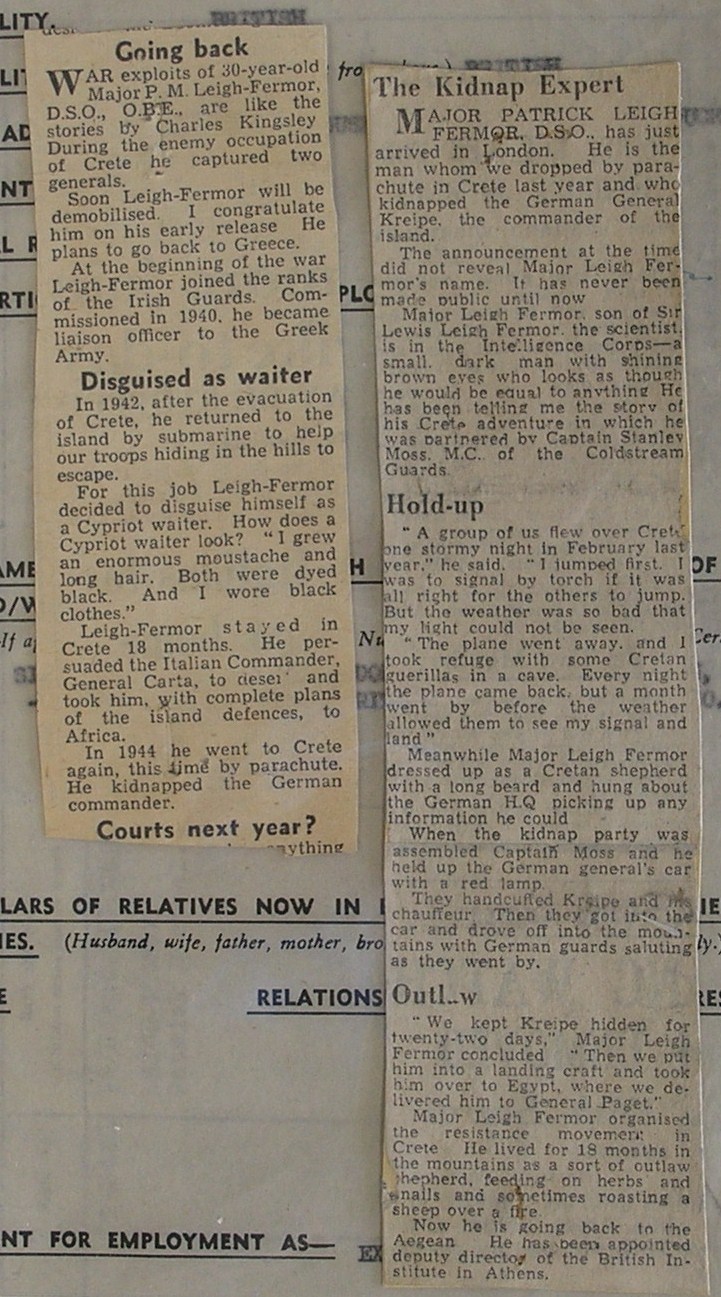 LITY.
BRITISH
Going back
WAR exploits of 30-year-old
Major P. M. Leigh-Fermor,
D.S.O., O.B.E., are like the
stories by Charles Kingsley
During the enemy occupation
of Crete he captured two
generals.
Soon Leigh-Fermor will be
demobilised. I congratulate
him on his early release He
plans to go back to Greece.
At the beginning of the war
Leigh-Fermor joined the ranks
of the Irish Guards. Com-
missioned in 1940, he became
liaison officer to the Greek
Army.
Disguised as waiter
In 1942, after the evacuation
of Crete, he returned to the
island by submarine to help
our troops hiding in the hills to
escape.
For this job Leigh-Fermor
decided to disguise himself as
a Cypriot waiter. How does a
Cypriot waiter look? "I grew
an enormous moustache and
long hair. Both were dyed
black. And I wore black
clothes."
Leigh-Fermor stayed in
Crete 18 months. He per-
suaded the Italian Commander,
General Carta, to deser and
took him, with complete plans
of the island defences, to
Africa.
In 1944 he went to Crete
again, this time by parachute.
He kidnapped the German
commander.
Courts next year?
anything
The Kidnap Expert
MAJOR PATRICK LEIGH
FERMOR, D.S.O., has just
arrived in London. He is the
man whom we dropped by para-
chute in Crete last year and who
kidnapped the German General
Kreipe, the commander of the
island.
The announcement at the time
did not reveal Major Leigh Fer-
mor's name. It has never been
made public until now
Major Leigh Fermor, son of Sir
Lewis Leigh Fermor, the scientist,
is in the Intelligence Corps—a
small, dark man with shining
brown eyes who looks as though
he would be equal to anything He
has been telling me the story of
his Crete adventure in which he
was partnered by Captain Stanley
Moss, M.C., of the Coldstream
Guards.
Hold-up
"A group of us flew over Crete
one stormy night in February last
year," he said. "I jumped first. I
was to signal by torch if it was
all right for the others to jump.
But the weather was so bad that
my light could not be seen.
"The plane went away, and I
took refuge with some Cretan
guerillas in a cave. Every night
the plane came back, but a month
went by before the weather
allowed them to see my signal and
land"
Meanwhile Major Leigh Fermor
dressed up as a Cretan shepherd
with a long beard and hung about
the German H.Q picking up any
information he could
When the kidnap party was
assembled Captain Moss and he
held up the German general's car
with a red lamp.
They handcuffed Kreipe and his
chauffeur. Then they got into the
car and drove off into the moun-
tains with German guards saluting
as they went by.
Outlaw
"We kept Kreipe hidden for
twenty-two days," Major Leigh
Fermor concluded "Then we put
him into a landing craft and took
him over to Egypt, where we de-
livered him to General Paget."
Major Leigh Fermor organised
the resistance movement in
Crete He lived for 18 months in
the mountains as a sort of outlaw
shepherd, feeding on herbs and
snails and sometimes roasting a
sheep over a fire.
Now he is going back to the
Aegean He has been appointed
deputy director of the British In-
stitute in Athens.
LARS OF RELATIVES NOW IN
IES. (Husband, wife, father, mother, bro
RELATIONS
NT FOR EMPLOYMENT AS—